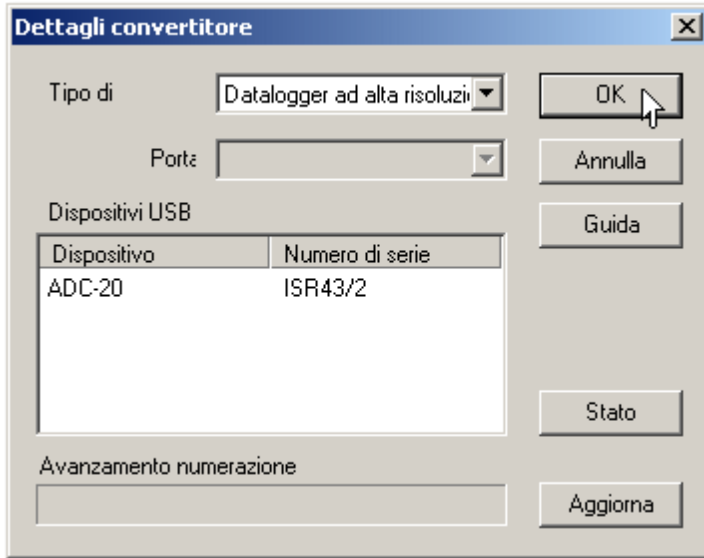 Dettagli convertitore
Tipo di
Datalogger ad alta risoluzi
OK
Porta
Annulla
Dispositivi USB
Guida
Dispositivo Numero di serie
ADC-20 ISR43/2
Stato
Avanzamento numerazione
Aggiorna